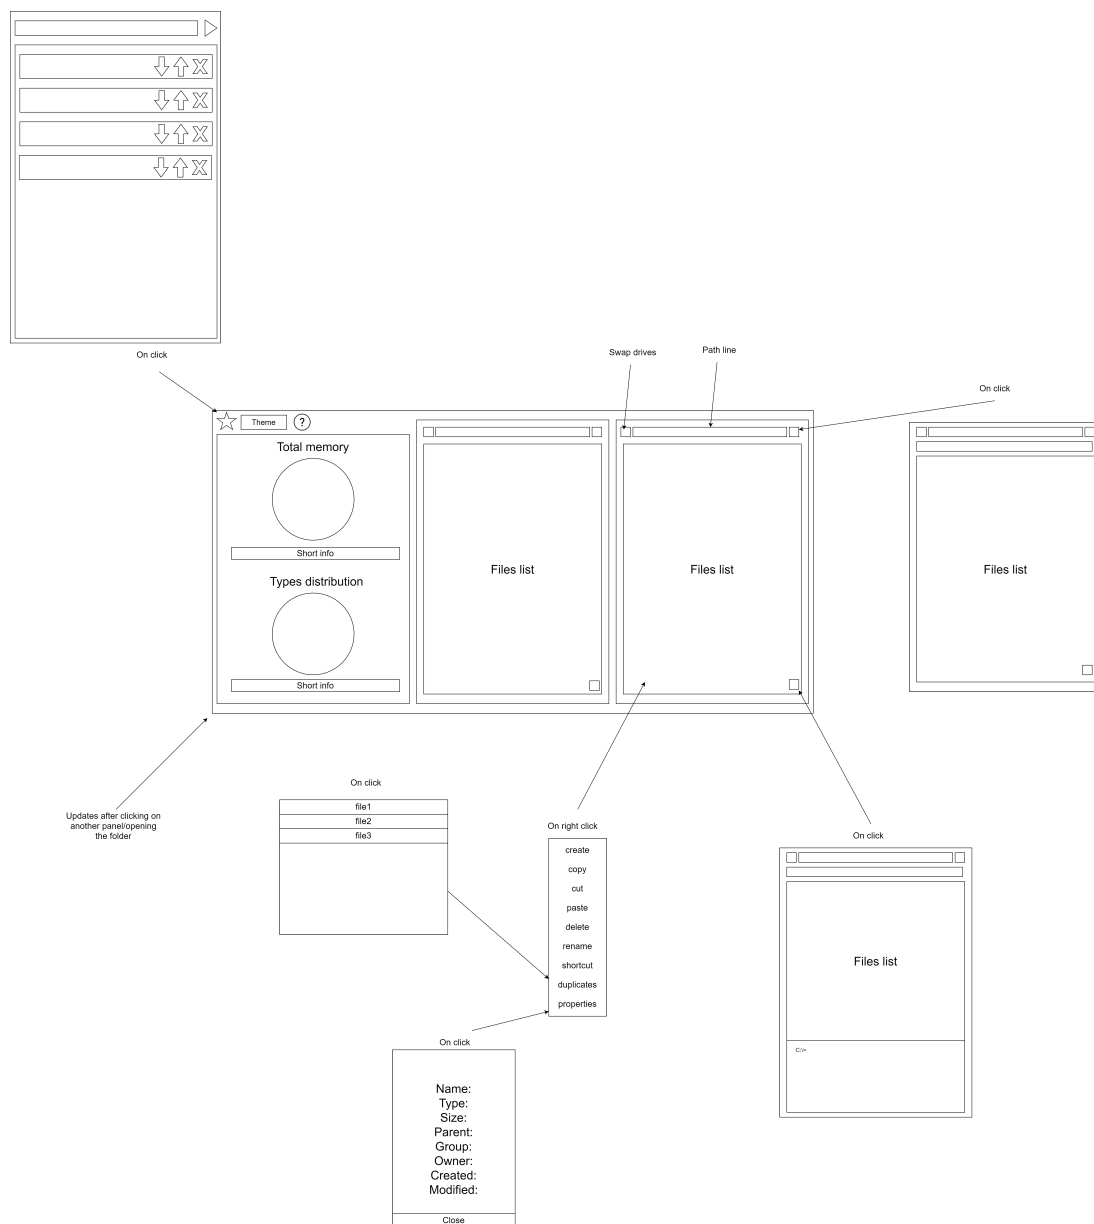 On click
Swap drives
Path line
On click
Theme
?
Total memory
Short info
Types distribution
Short info
Files list
Files list
Files list
Updates after clicking on
another panel/opening
the folder
On click
file1
file2
file3
On right click
create
copy
cut
paste
delete
rename
shortcut
duplicates
properties
On click
Files list
On click
Name:
Type:
Size:
Parent:
Group:
Owner:
Created:
Modified:
Close